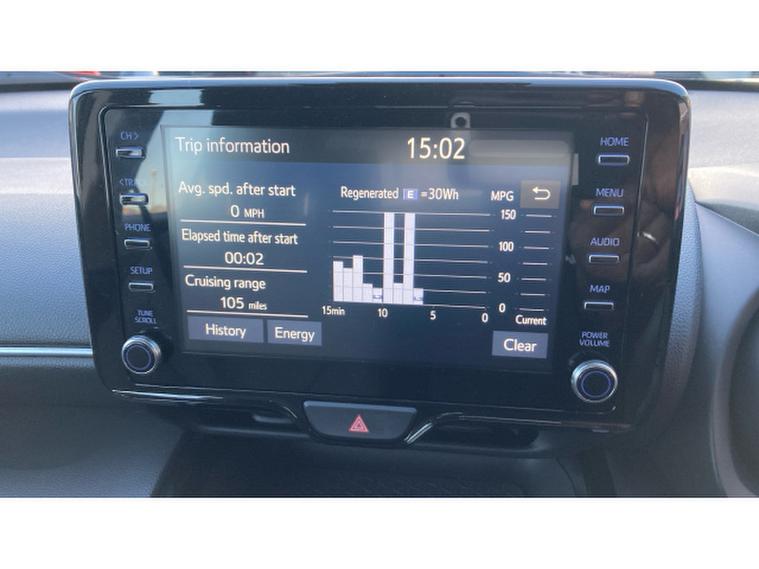 Trip information 15:02
CH >
< TRACK
PHONE
SETUP
TUNE
SCROLL
Avg. spd. after start
0 MPH
Elapsed time after start
00:02
Cruising range
105 miles
History Energy
Regenerated E =30Wh MPG
150
100
50
0
15min 10 5 0 Current
Clear
HOME
MENU
AUDIO
MAP
POWER
VOLUME